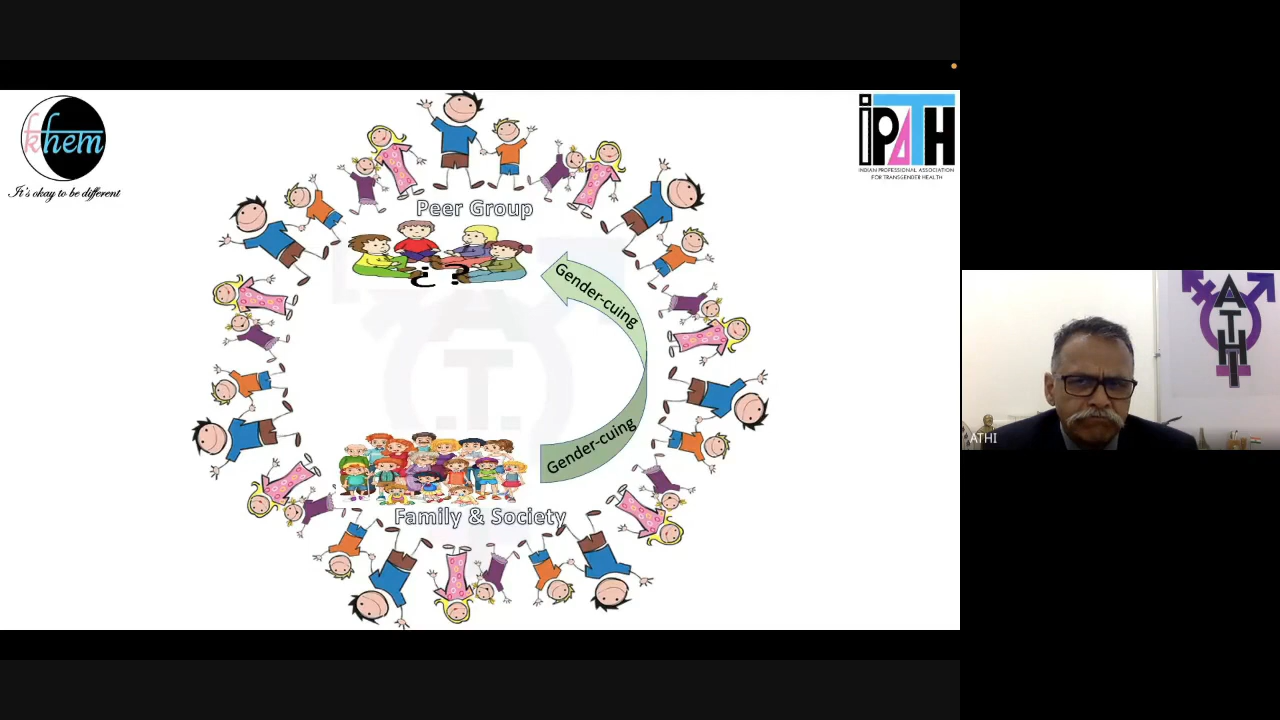 khem
It's okay to be different
iPATH
INDIAN PROFESSIONAL ASSOCIATION
FOR TRANSGENDER HEALTH
Peer Group
¿ ?
Gender-cuing
Gender-cuing
Family & Society
A
.T.
ATHI
ATHI